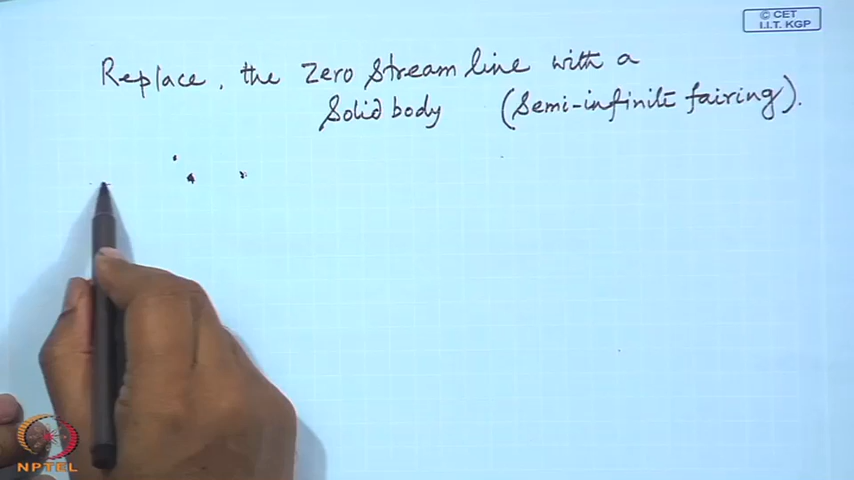 © CET
I.I.T. KGP
Replace, the Zero stream line with a
Solid body (Semi-infinite fairing).
NPTEL